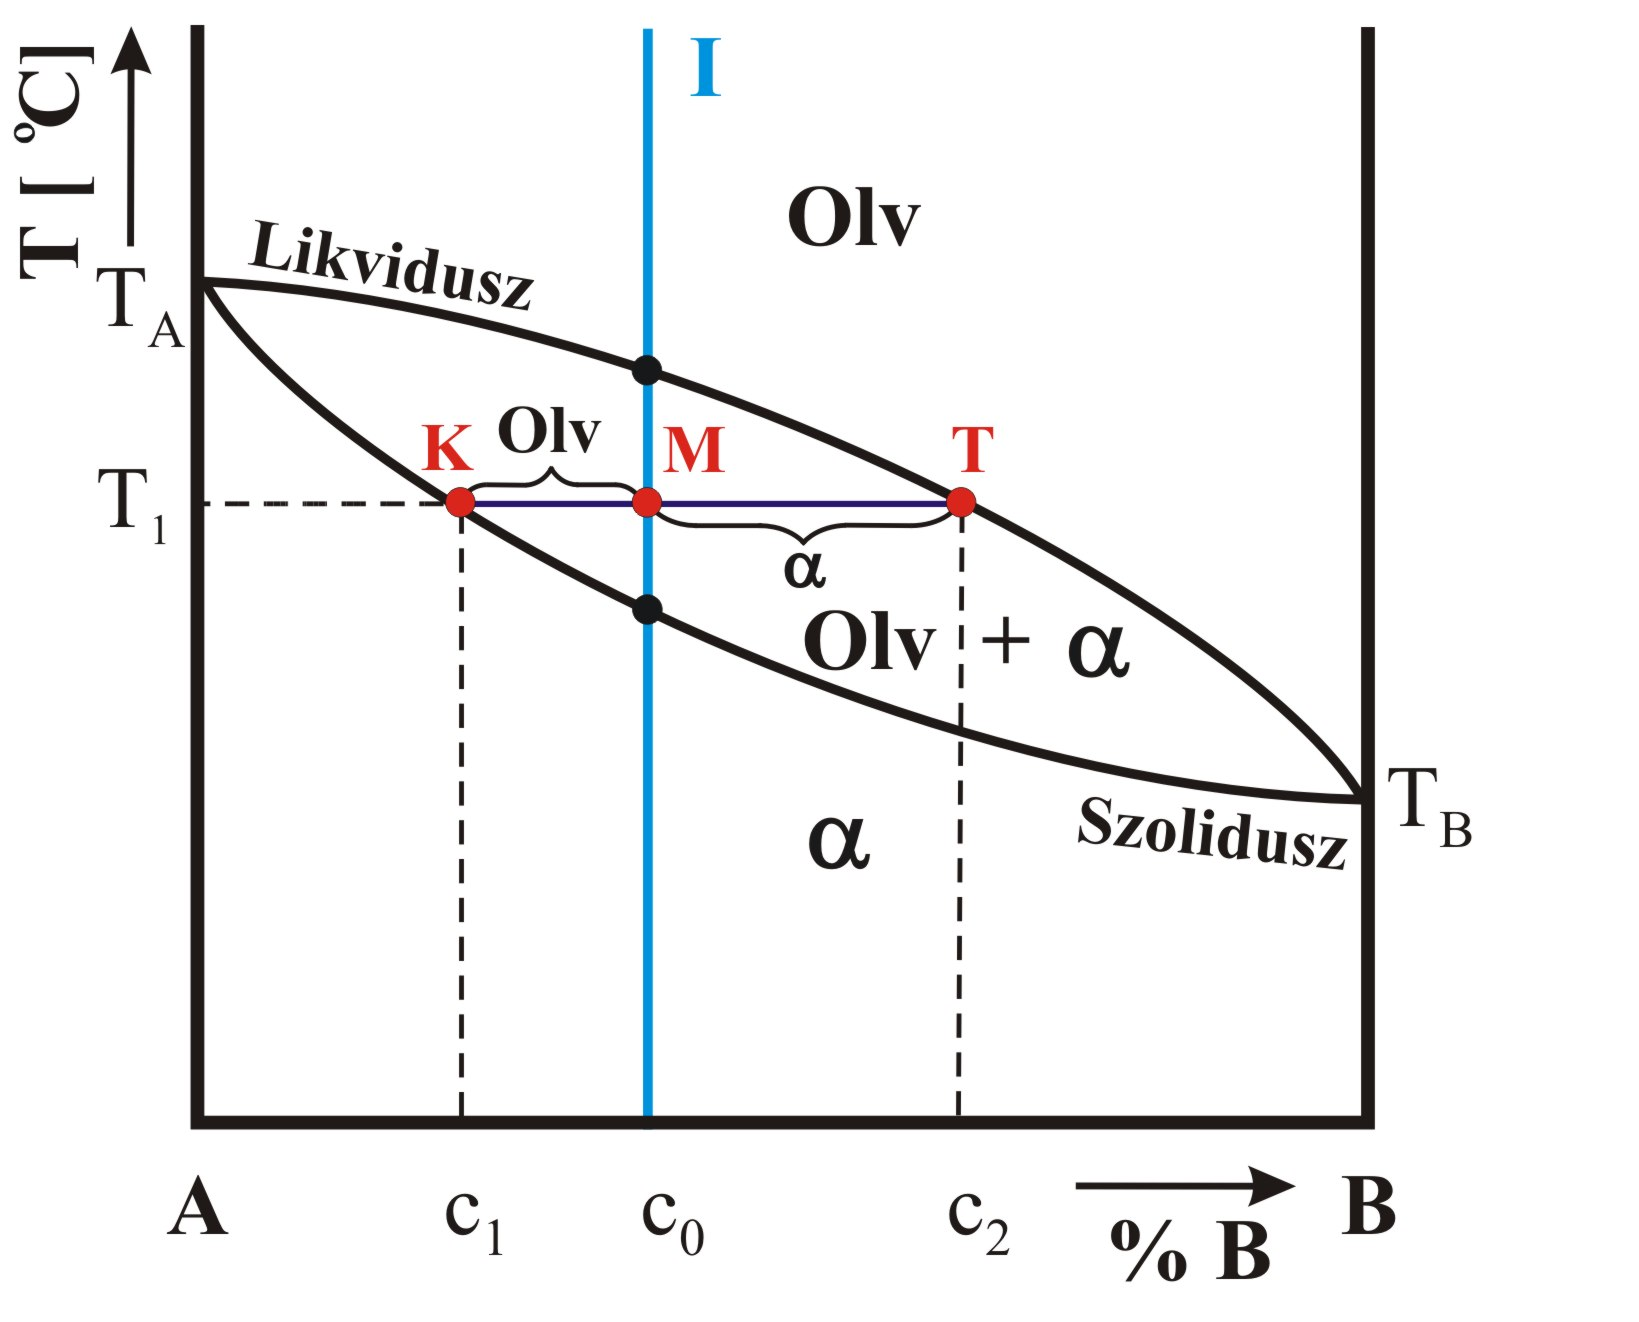 T [ °C]
I
Olv
Likvidusz
T_A
Olv
K
M
T
T_1
α
Olv + α
T_B
Szolidusz
α
A
c_1
c_0
c_2
% B
B